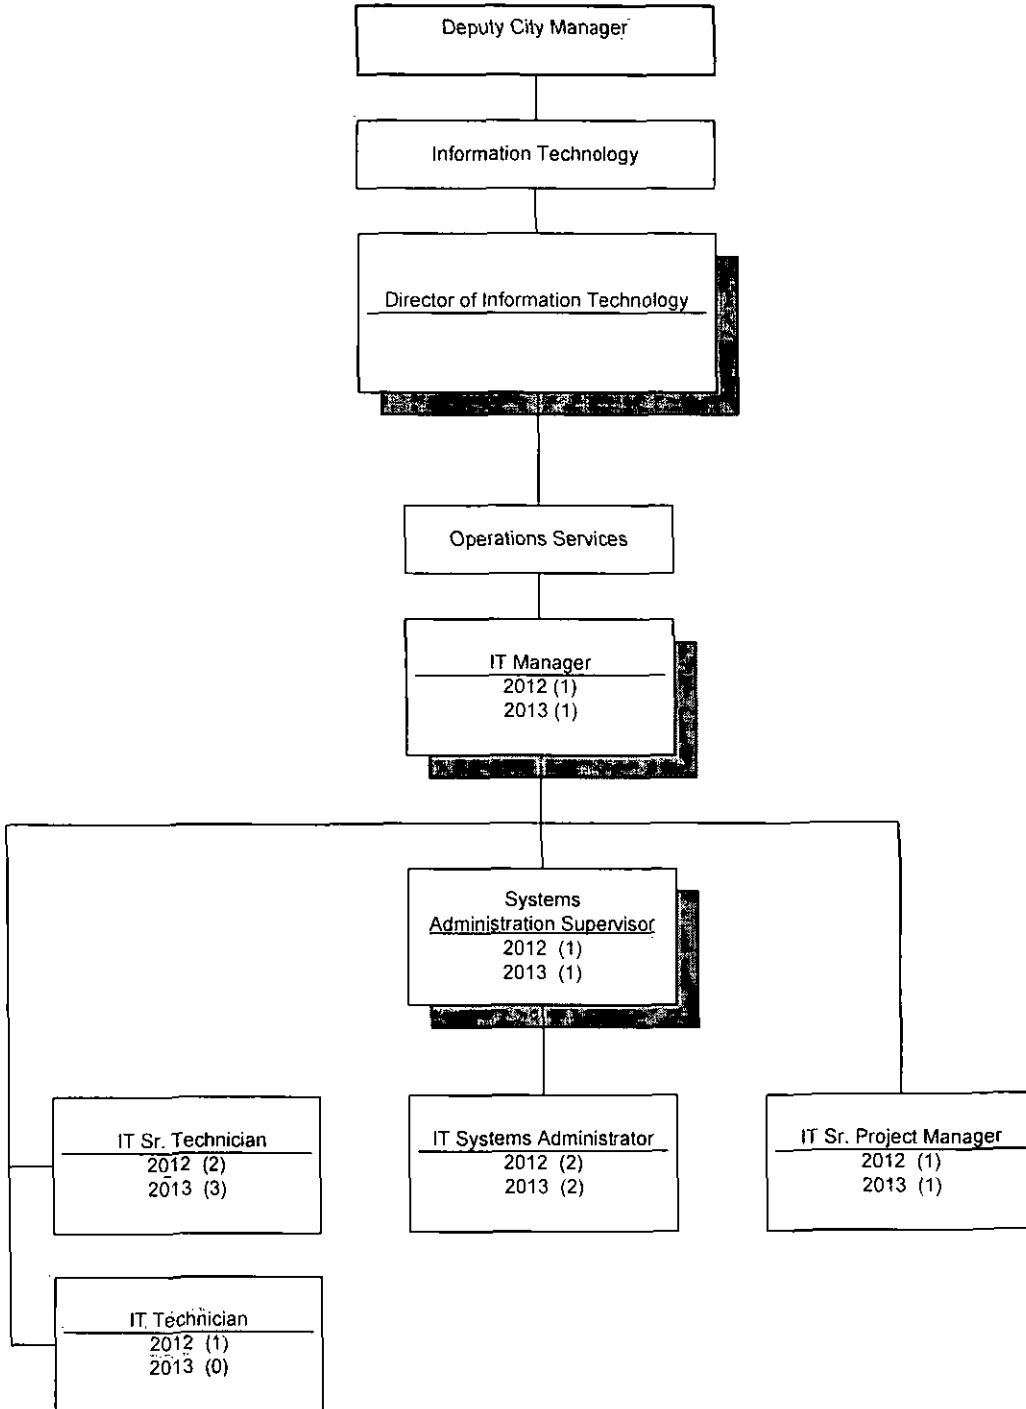 Deputy City Manager
Information Technology
Director of Information Technology
Operations Services
IT Manager
2012 (1)
2013 (1)
Systems
Administration Supervisor
2012 (1)
2013 (1)
IT Sr. Technician
2012 (2)
2013 (3)
IT Systems Administrator
2012 (2)
2013 (2)
IT Sr. Project Manager
2012 (1)
2013 (1)
IT Technician
2012 (1)
2013 (0)